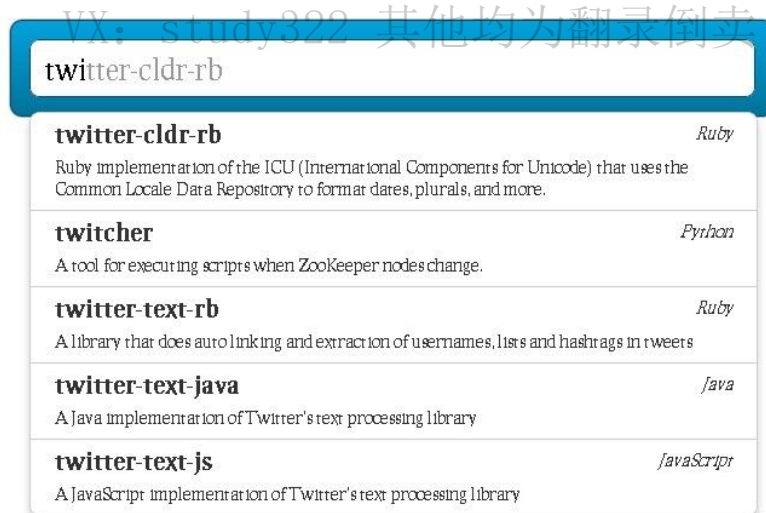 VX: study322 其他均为翻录倒卖
twitter-cldr-rb
twitter-cldr-rb Ruby
Ruby implementation of the ICU (International Components for Unicode) that uses the
Common Locale Data Repository to format dates, plurals, and more.
twitcher Python
A tool for executing scripts when ZooKeeper nodes change.
twitter-text-rb Ruby
A library that does auto linking and extraction of usernames, lists and hashtags in tweets
twitter-text-java Java
A Java implementation of Twitter's text processing library
twitter-text-js JavaScript
A JavaScript implementation of Twitter's text processing library